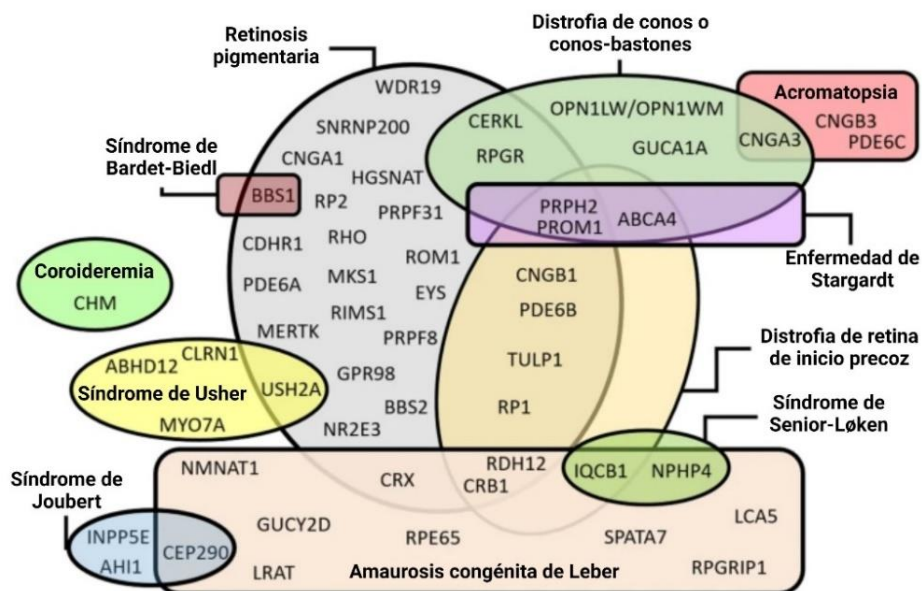 Retinosis
pigmentaria
Distrofia de conos o
conos-bastones
WDR19
SNRNP200
CNGA1
HGSNAT
RP2
PRPF31
CDHR1
RHO
ROM1
PDE6A
MKS1
EYS
RIMS1
MERTK
PRPF8
GPR98
BBS2
NR2E3
CERKL
OPN1LW/OPN1WM
RPGR
GUCA1A
CNGA3
Acromatopsia
CNGB3
PDE6C
Síndrome de
Bardet-Biedl
BBS1
PRPH2
PROM1
ABCA4
Enfermedad de
Stargardt
Coroideremia
CHM
CNGB1
PDE6B
TULP1
RP1
Distrofia de retina
de inicio precoz
CLRN1
ABHD12
USH2A
Síndrome de Usher
MYO7A
Síndrome de
Senior-Løken
IQCB1
NPHP4
NMNAT1
CRX
RDH12
CRB1
Síndrome de
Joubert
INPP5E
AHI1
CEP290
GUCY2D
RPE65
SPATA7
LCA5
LRAT
Amaurosis congénita de Leber
RPGRIP1